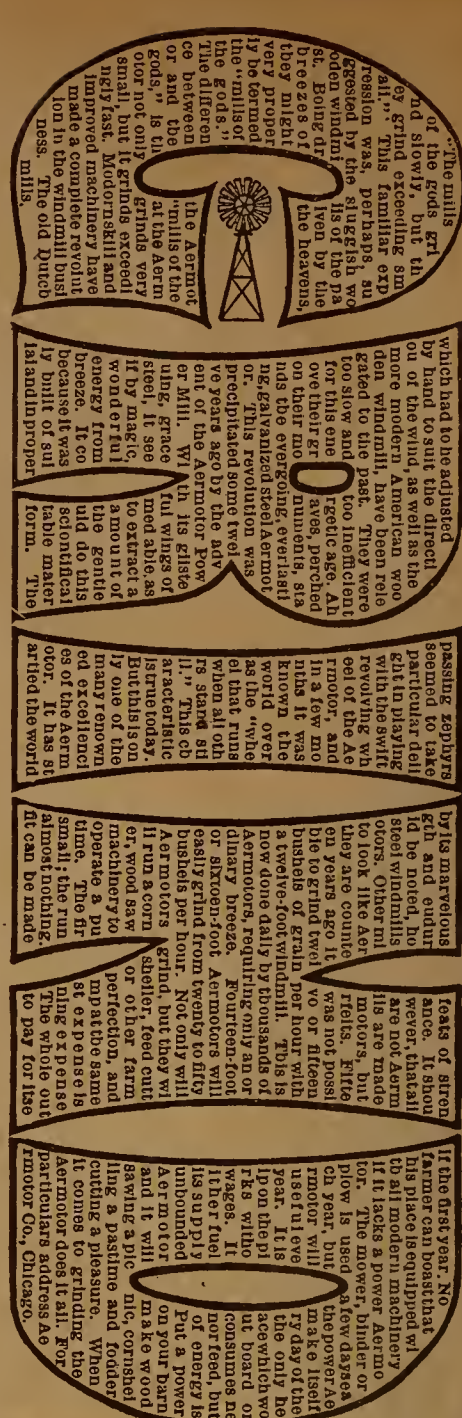 "The mills
of the gods gri
nd slowly, but th
ey grind exceeding sm
all." This familiar exp
ression was, perhaps, su
ggested by the sluggish wo
oden windmi lls of the pa
st. Being dr iven by the
breezes of the heavens,
they might
very proper
ly be termed
the "mills of
the gods."
The differen
ce between the Aermot
or and the "mills of the
gods," is th at the Aerm
otor not only grinds very
small, but it grinds exceedi
ngly fast. Modern skill and
improved machinery have
made a complete revolut
ion in the windmill busi
ness. The old Dutch
mills,
which had to be adjusted
by hand to suit the directi
on of the wind, as well as the
more modern American woo
den windmill, have been rele
gated to the past. They were
too slow and too inefficient
for this ene rgetic age. Ab
ove their gr aves, perched
on their mo numents, sta
nds the evergoing, everlasti
ng, galvanized steel Aermot
or. This revolution was
precipitated some twel
ve years ago by the adv
ent of the Aermotor Pow
er Mill. Wi th its gliste
ning, grace ful wings of
steel, it see med able, as
if by magic, to extract a
wonderful amount of
energy from the gentle
breeze. It co uld do this
because it was scientifical
ly built of sui table mater
ial and in proper form. The
passing zephyrs
seemed to take
particular deli
ght in playing
with the swift
revolving wh
eel of the Ae
rmotor, and
in a few mo
nths it was
known the
world over
as the "whe
el that runs
when all oth
rs stand sti
ll." This ch
aracteristic
is true today.
But this is on
ly one of the
many renown
ed excellenci
es of the Aerm
otor. It has st
artled the world
by its marvelous feats of stren
gth and endur ance. It shou
ld be noted, ho wever, that all
steel windmills are not Aerm
otors. Other mi lls are made
to look like Aer motors, but
they are counte rfeits. Fifte
en years ago it was not possi
ble to grind twel ve or fifteen
bushels of grain per hour with
a twelve-foot windmill. This is
now done daily by thousands of
Aermotors, requiring only an or
dinary breeze. Fourteen-foot
or sixteen-foot Aermotors will
easily grind from twenty to fifty
bushels per hour. Not only will
Aermotors grind, but they wi
ll run a corn sheller, feed cutt
er, wood saw or other farm
machinery to perfection, and
operate a pu mp at the same
time. The fir st expense is
small; the run ning expense
almost nothing. The whole out
fit can be made to pay for itse
lf the first year. No
farmer can boast that
his place is equipped wi
th all modern machinery
if it lacks a power Aermo
tor. The mower, binder or
plow is used a few days ea
ch year, but the power Ae
rmotor will make itself
useful eve ry day of the
year. It is the only he
lp on the pl ace which wo
rks witho ut board or
wages. It consumes ne
ither fuel nor feed, but
its supply of energy is
unbounded Put a power
Aermotor on your barn
and it will make wood
sawing a pic nic, corn shel
ling a pastime and fodder
cutting a pleasure. When
it comes to grinding the
Aermotor does it all. For
particulars address Ae
rmotor Co., Chicago.